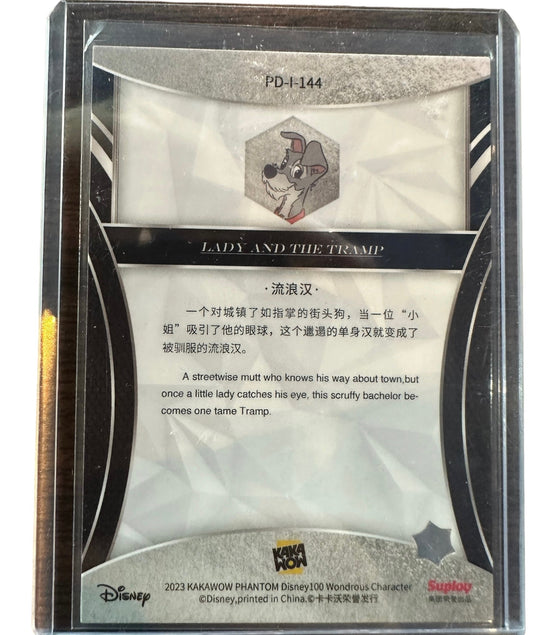 PD-I-144
LADY AND THE TRAMP
·流浪汉·
一个对城镇了如指掌的街头狗，当一位“小
姐”吸引了他的眼球，这个邋遢的单身汉就变成了
被驯服的流浪汉。
A streetwise mutt who knows his way about town,but
once a little lady catches his eye, this scruffy bachelor be-
comes one tame Tramp.
KAKA
WOW
Disney
2023 KAKAWOW PHANTOM Disney100 Wondrous Character
©Disney,printed in China.©卡卡沃荣誉发行
Suplay